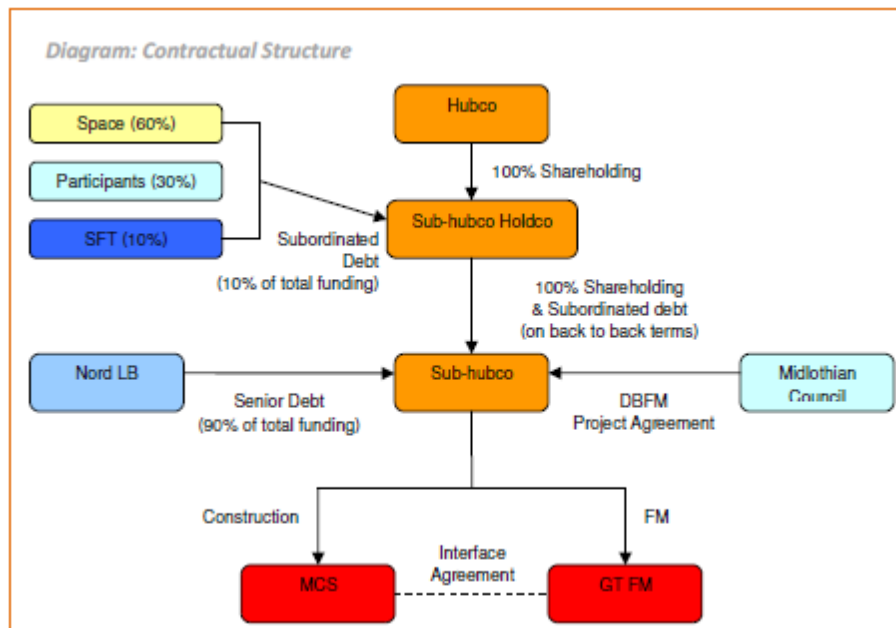 Diagram: Contractual Structure
Hubco
Space (60%)
100% Shareholding
Participants (30%)
Sub-hubco Holdco
SFT (10%)
Subordinated
Debt
(10% of total funding)
100% Shareholding
& Subordinated debt
(on back to back terms)
Nord LB
Sub-hubco
Midlothian
Council
Senior Debt
(90% of total funding)
DBFM
Project Agreement
Construction
FM
Interface
Agreement
MCS
GT FM